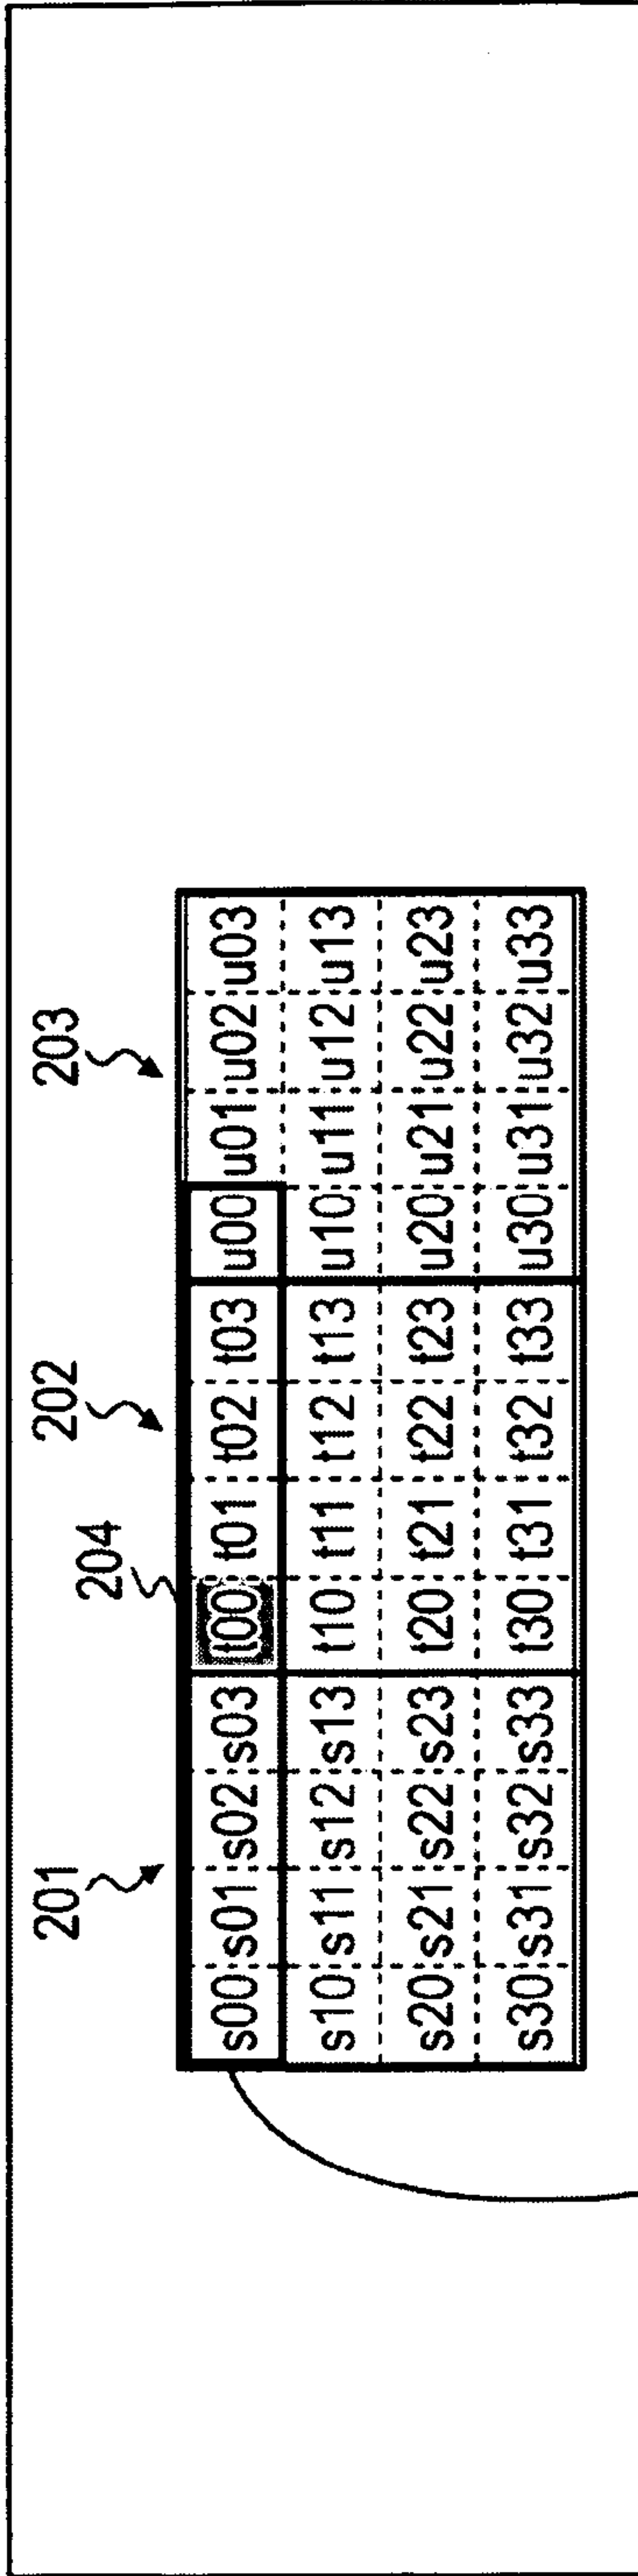 201 204 202 203
s00 s01 s02 s03 t00 t01 t02 t03 u00 u01 u02 u03
s10 s11 s12 s13 t10 t11 t12 t13 u10 u11 u12 u13
s20 s21 s22 s23 t20 t21 t22 t23 u20 u21 u22 u23
s30 s31 s32 s33 t30 t31 t32 t33 u30 u31 u32 u33